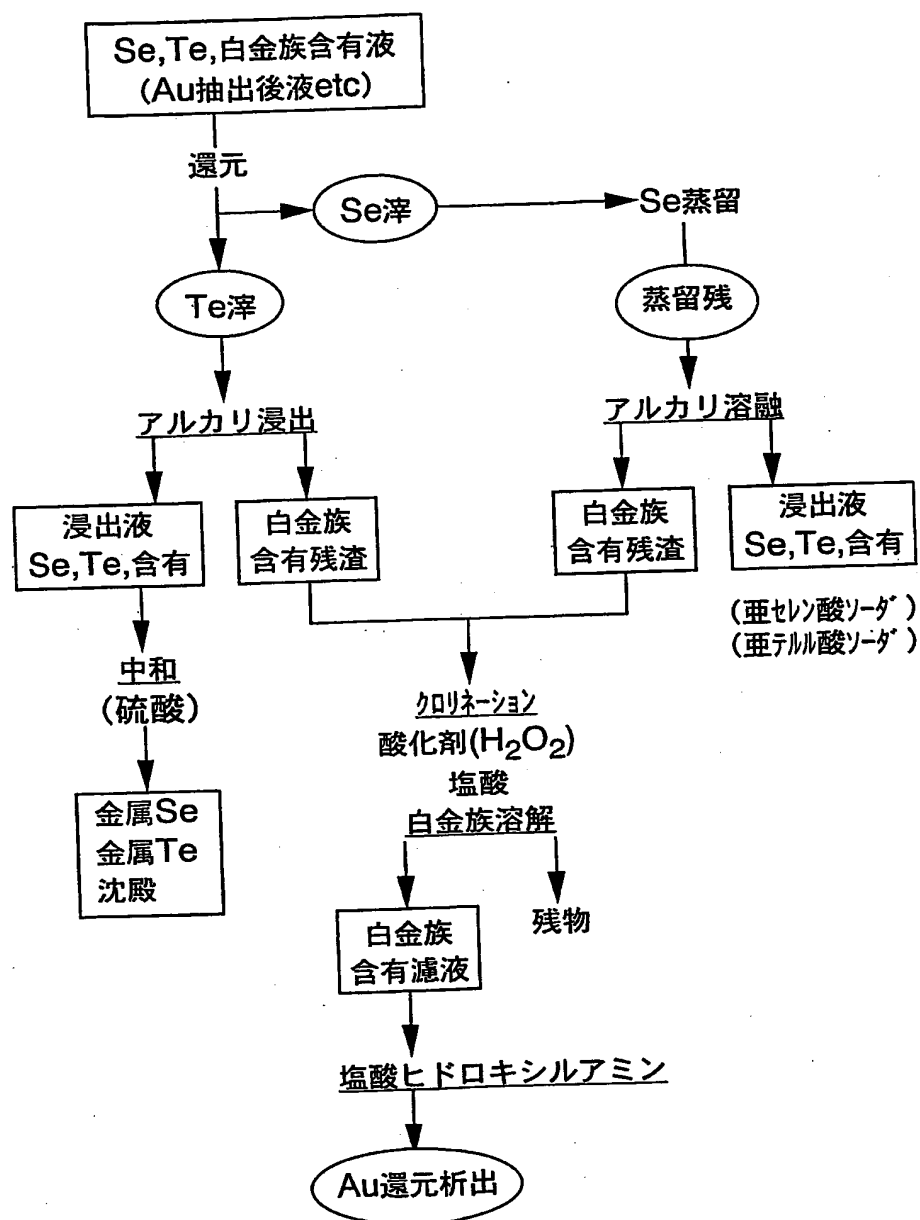 Se,Te,白金族含有液
(Au抽出後液etc)
還元
Se滓
Se蒸留
Te滓
蒸留残
アルカリ浸出
アルカリ溶融
浸出液
Se,Te,含有
白金族
含有残渣
白金族
含有残渣
浸出液
Se,Te,含有
(亜セレン酸ソーダ)
(亜テルル酸ソーダ)
中和
(硫酸)
クロリネーション
酸化剤(H₂O₂)
塩酸
白金族溶解
金属Se
金属Te
沈殿
残物
白金族
含有濾液
塩酸ヒドロキシルアミン
Au還元析出